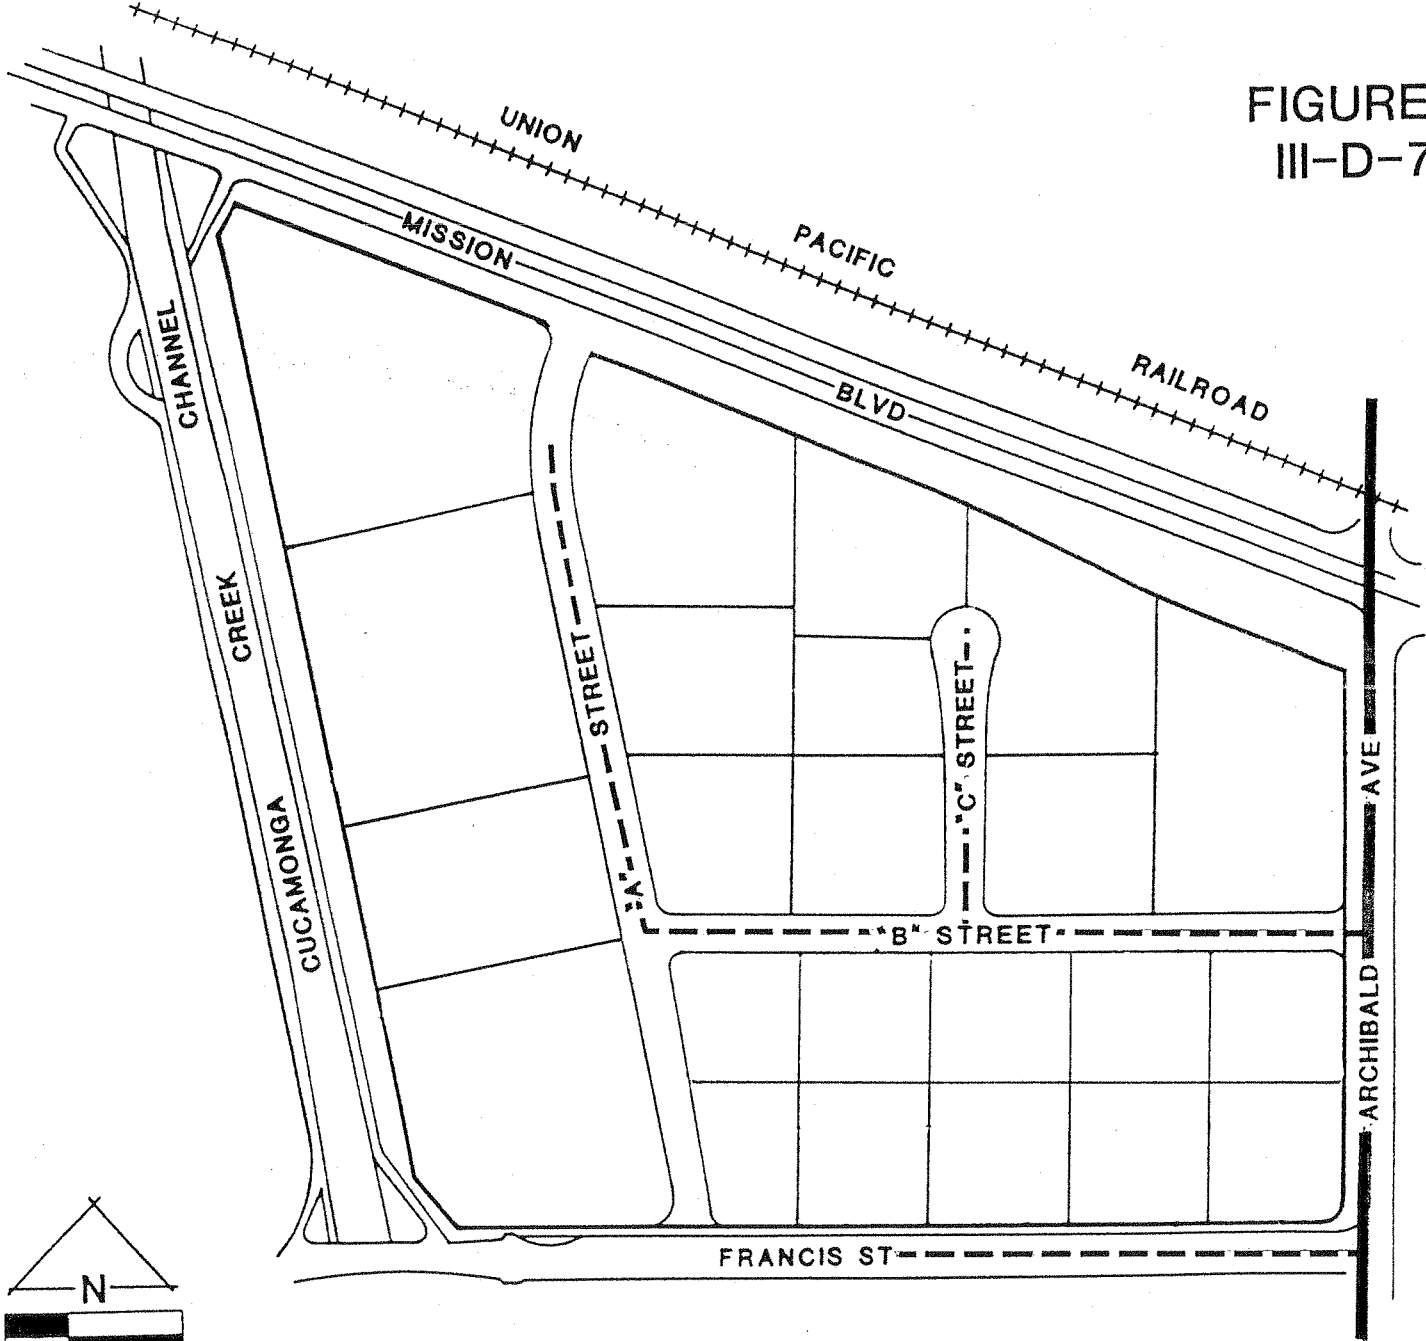 FIGURE
III-D-7
UNION
PACIFIC
RAILROAD
MISSION
BLVD
CHANNEL
CREEK
CUCAMONGA
STREET
"A"
"C" STREET
"B" STREET
AVE
ARCHIBALD
FRANCIS ST
N